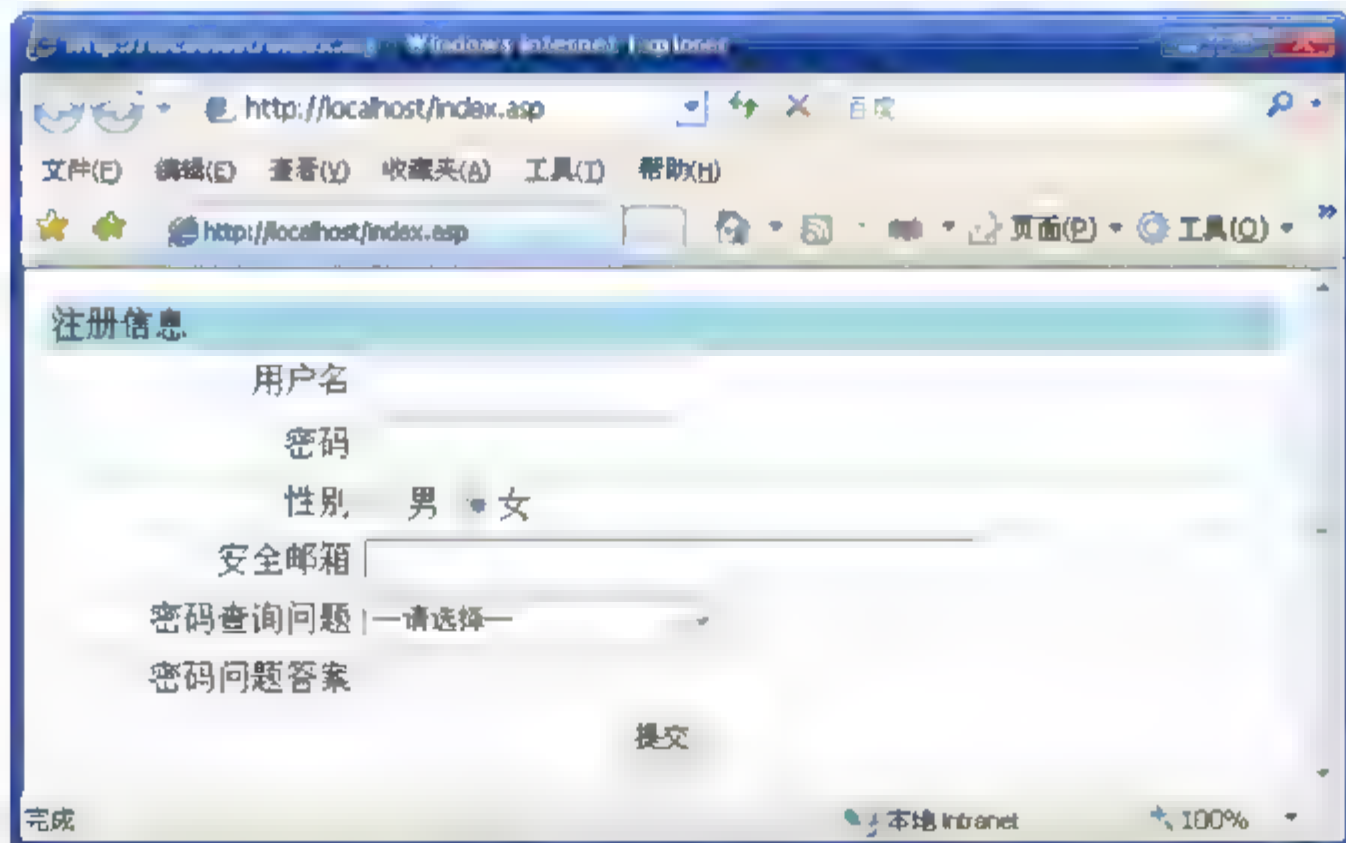 Windows Internet Explorer
http://localhost/index.asp 百度
文件(F) 编辑(E) 查看(V) 收藏夹(A) 工具(T) 帮助(H)
http://localhost/index.asp 页面(P) 工具(O) »
注册信息
用户名
密码
性别 男 女
安全邮箱
密码查询问题 —请选择—
密码问题答案
提交
完成 本地 Intranet 100%